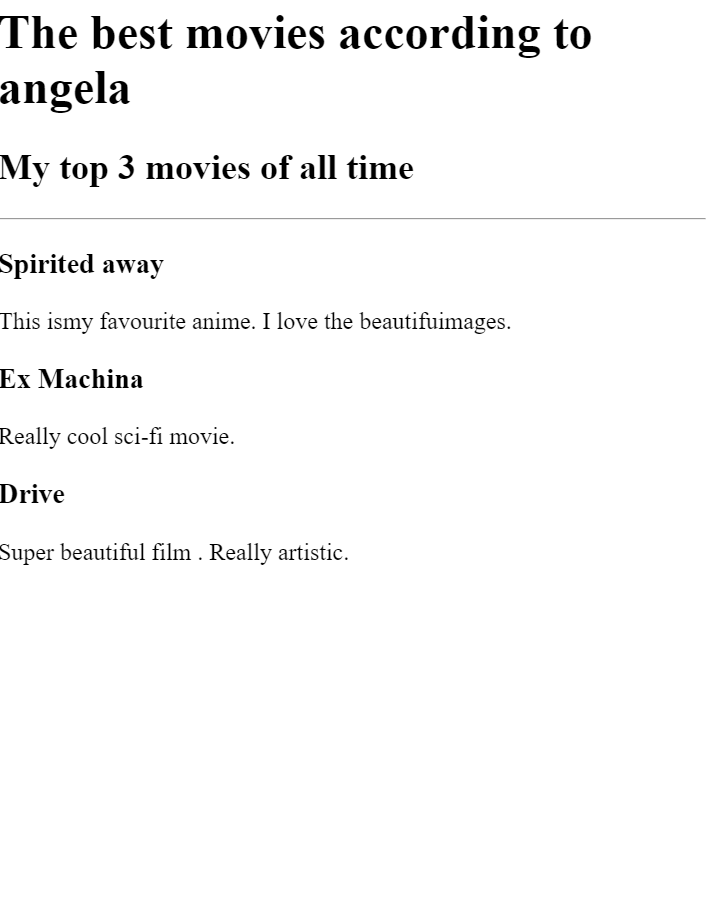 The best movies according to
angela
My top 3 movies of all time
Spirited away
This ismy favourite anime. I love the beautifuimages.
Ex Machina
Really cool sci-fi movie.
Drive
Super beautiful film . Really artistic.